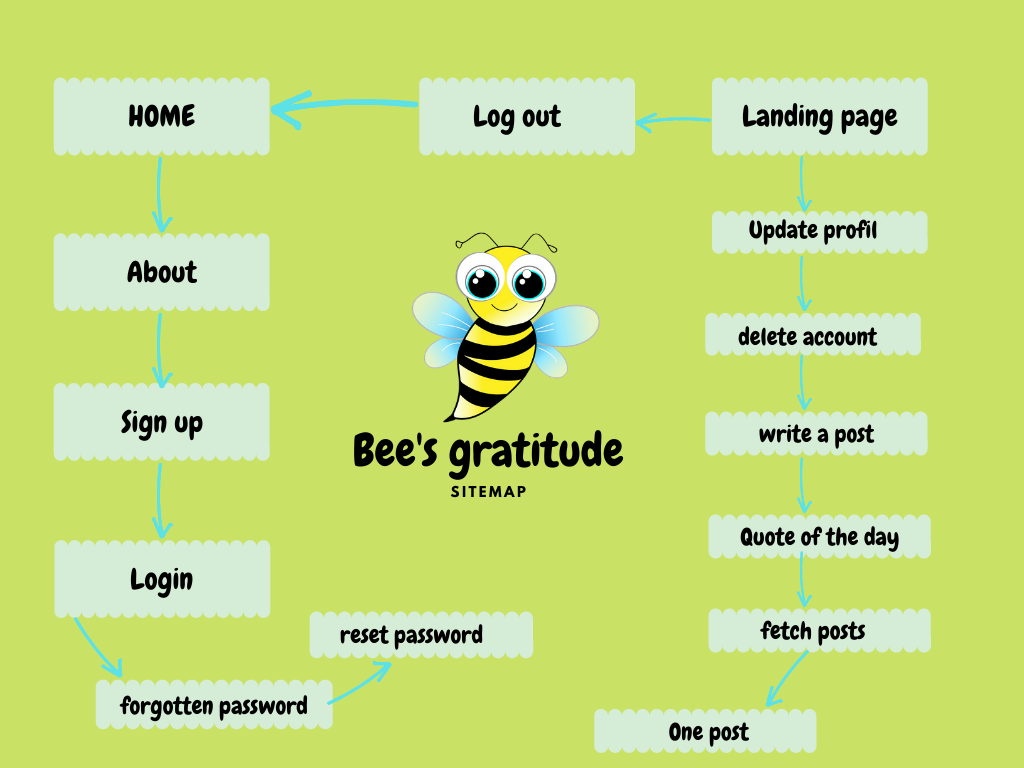 HOME
Log out
Landing page
Update profil
About
delete account
Sign up
write a post
Bee's gratitude
SITEMAP
Quote of the day
Login
reset password
fetch posts
forgotten password
One post